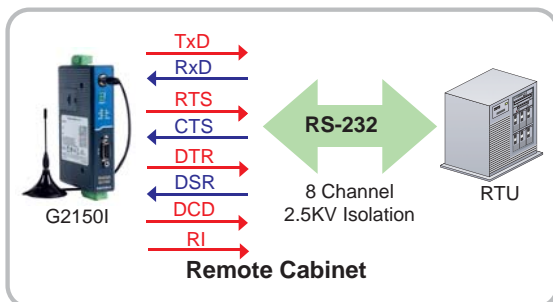 TxD
RxD
RTS
CTS
DTR
DSR
DCD
RI
RS-232
8 Channel
2.5KV Isolation
G2150I
RTU
Remote Cabinet